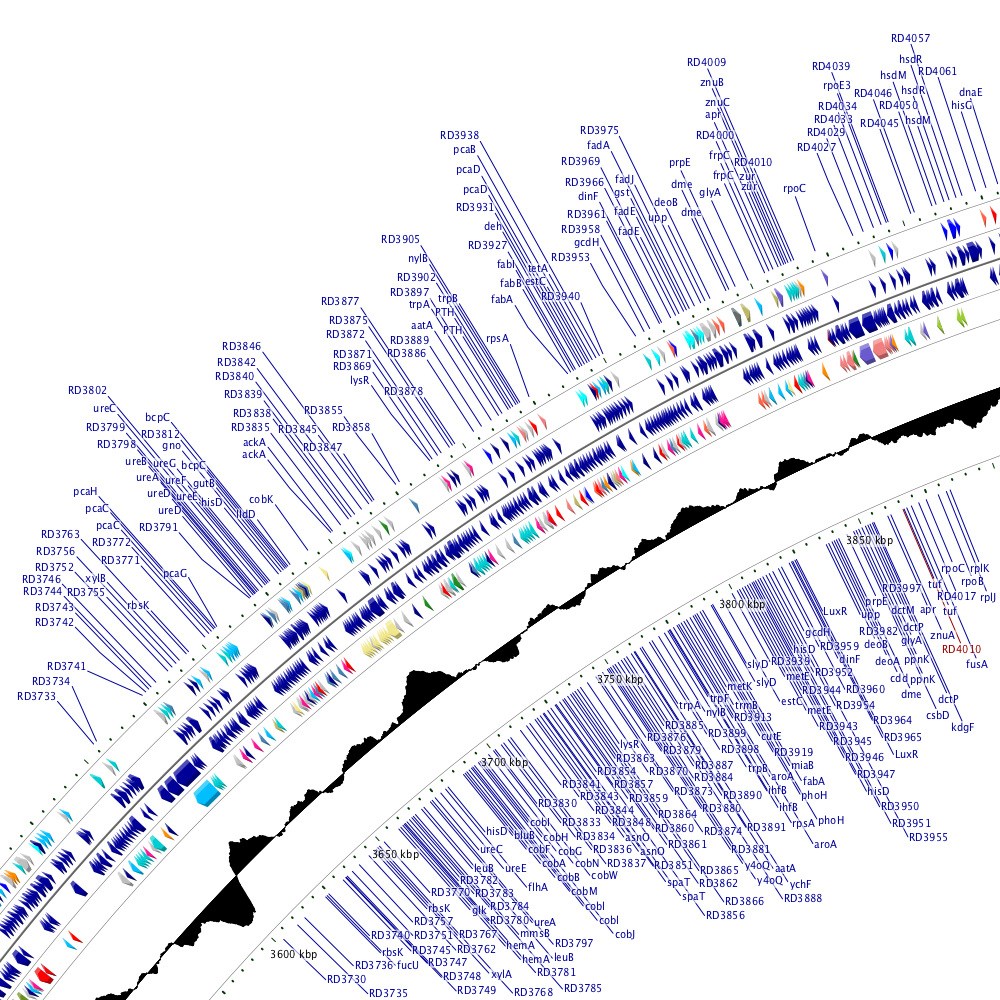 RD4057
hsdR
RD4009
RD4039
hsdM
RD4061
znuB
rpoE3
RD4046
hsdR
dnaE
znuC
RD4034
RD4050
hisG
apr
RD4033
RD4045
hsdM
RD4029
RD4000
RD4027
RD3938
RD3975
pcaB
fadA
frpC
RD4010
pcaD
RD3969
prpE
frpC
zur
zur
RD3966
fadJ
dme
glyA
rpoC
pcaD
dinF
gst
deoB
RD3931
RD3961
fadE
upp
dme
deh
RD3958
fadE
RD3905
RD3927
gcdH
nylB
fabI
tetA
RD3953
RD3902
fabB
estC
RD3897
trpB
fabA
RD3940
RD3877
trpA
PTH
RD3875
aatA
PTH
RD3872
RD3889
rpsA
RD3846
RD3871
RD3886
RD3842
RD3869
RD3840
lysR
RD3802
RD3839
RD3878
ureC
bcpC
RD3838
RD3855
RD3799
RD3812
RD3835
RD3845
RD3858
RD3798
gno
ackA
RD3847
ureB
ureG
bcpC
ackA
ureA
ureF
gutB
pcaH
ureD
ureE
hisD
cobK
pcaC
ureD
lldD
pcaC
RD3791
RD3763
RD3772
RD3756
RD3771
RD3752
pcaG
RD3746
xylB
RD3744
RD3755
RD3743
rbsK
RD3742
RD3741
RD3734
RD3733
3850 kbp
rpoC
rplK
rpoB
RD3997
tuf
RD4017
rplJ
prpE
dctM
apr
tuf
3800 kbp
LuxR
upp
dctP
znuA
gcdH
RD3982
glyA
RD4010
hisD
RD3959
deoB
ppnK
fusA
slyD
RD3939
dinF
deoA
3750 kbp
metE
RD3952
cdd
ppnK
metK
slyD
RD3944
RD3960
dme
dctP
trpF
estC
RD3954
csbD
trpA
nylB
trmB
metE
RD3964
kdgF
RD3885
RD3913
RD3943
RD3965
RD3876
RD3899
cutE
RD3945
lysR
RD3879
RD3898
RD3919
RD3946
LuxR
3700 kbp
RD3863
RD3887
miaB
RD3947
RD3854
RD3870
RD3884
trpB
aroA
fabA
hisD
RD3841
RD3857
RD3873
ihfB
phoH
RD3950
RD3843
RD3859
RD3890
ihfB
RD3951
RD3830
RD3844
RD3864
RD3880
rpsA
phoH
RD3955
hisD
cobI
RD3833
RD3848
RD3860
RD3874
RD3891
aroA
bluB
cobH
RD3834
asnO
RD3861
RD3881
3650 kbp
ureC
cobF
cobG
RD3836
asnO
cobA
cobN
RD3837
RD3851
RD3865
y4oQ
aatA
leuB
ureE
cobB
cobW
spaT
RD3862
y4oQ
ychF
RD3782
flhA
cobM
spaT
RD3866
RD3888
RD3770
RD3783
cobI
RD3856
rbsK
glk
RD3784
cobI
RD3757
RD3780
ureA
cobJ
RD3740
RD3751
RD3767
mmsB
3600 kbp
rbsK
RD3745
RD3762
hemA
RD3797
RD3736
fucU
RD3747
hemA
leuB
RD3730
RD3748
xylA
RD3781
RD3735
RD3749
RD3768
RD3785